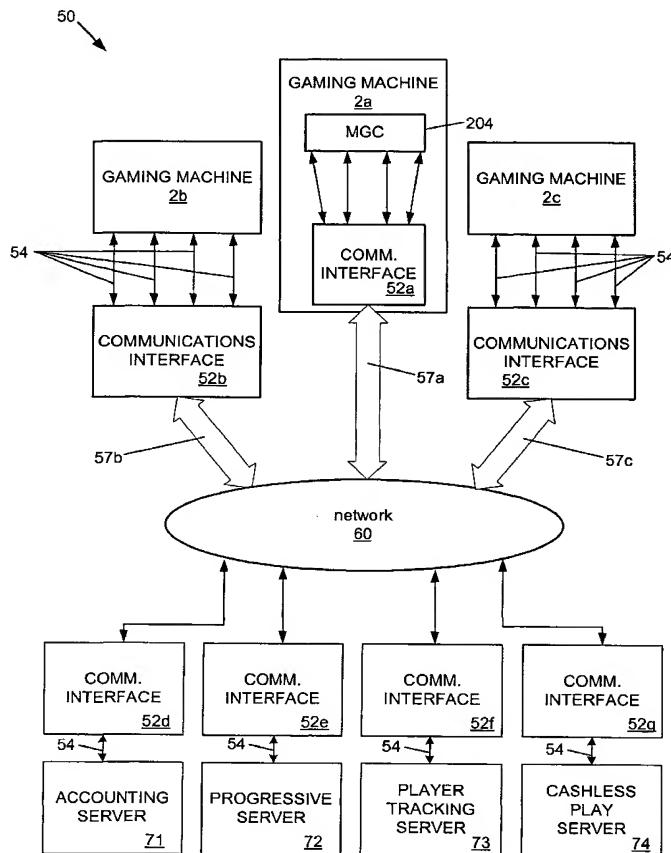 50
GAMING MACHINE
2a
MGC
204
GAMING MACHINE
2b
GAMING MACHINE
2c
54
54
COMM.
INTERFACE
52a
COMMUNICATIONS
INTERFACE
52b
COMMUNICATIONS
INTERFACE
52c
57a
57b
57c
network
60
COMM.
INTERFACE
52d
COMM.
INTERFACE
52e
COMM.
INTERFACE
52f
COMM.
INTERFACE
52g
54
54
54
54
ACCOUNTING
SERVER
71
PROGRESSIVE
SERVER
72
PLAYER
TRACKING
SERVER
73
CASHLESS
PLAY SERVER
74